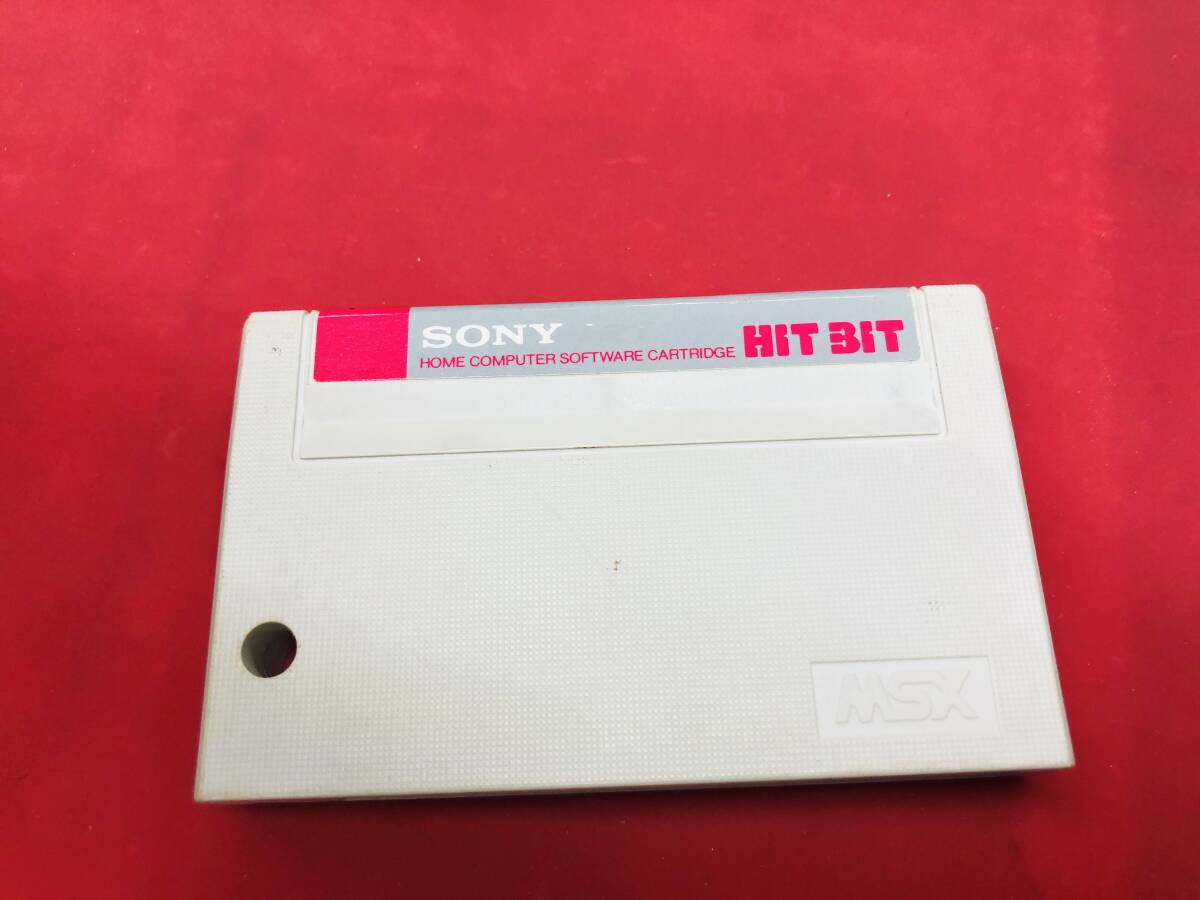 SONY
HOME COMPUTER SOFTWARE CARTRIDGE HIT BIT
MSX